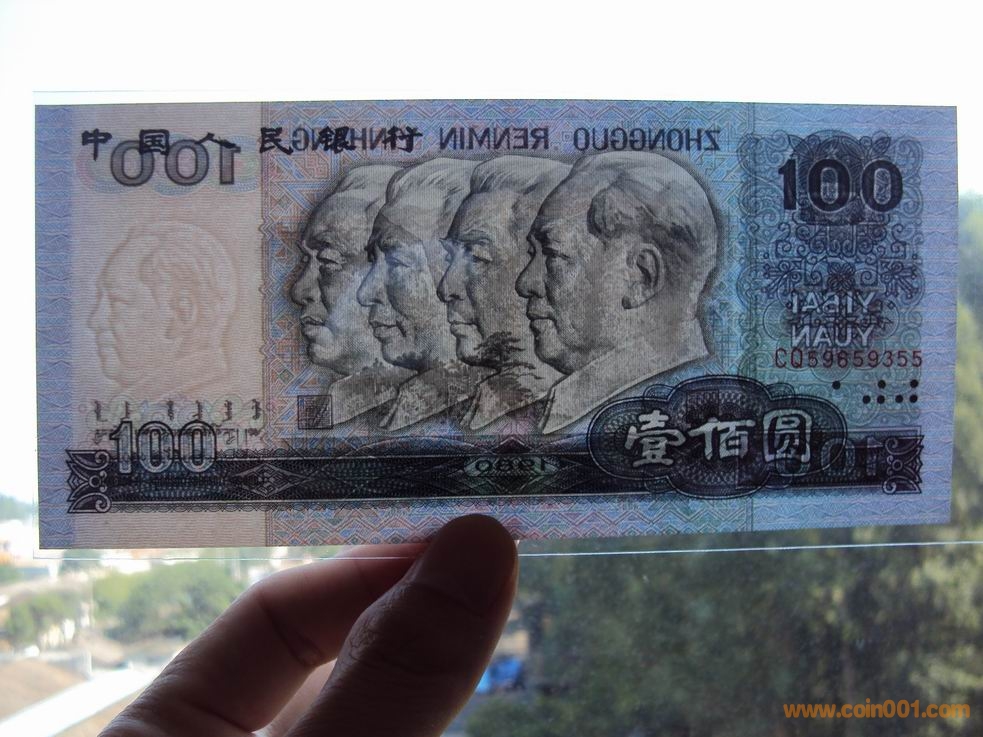 中国人民银行
ZHONGGUO RENMIN YINHANG
100
100
YIBAI
YUAN
CQ59659355
100
1980
壹佰圆
100
www.coin001.com